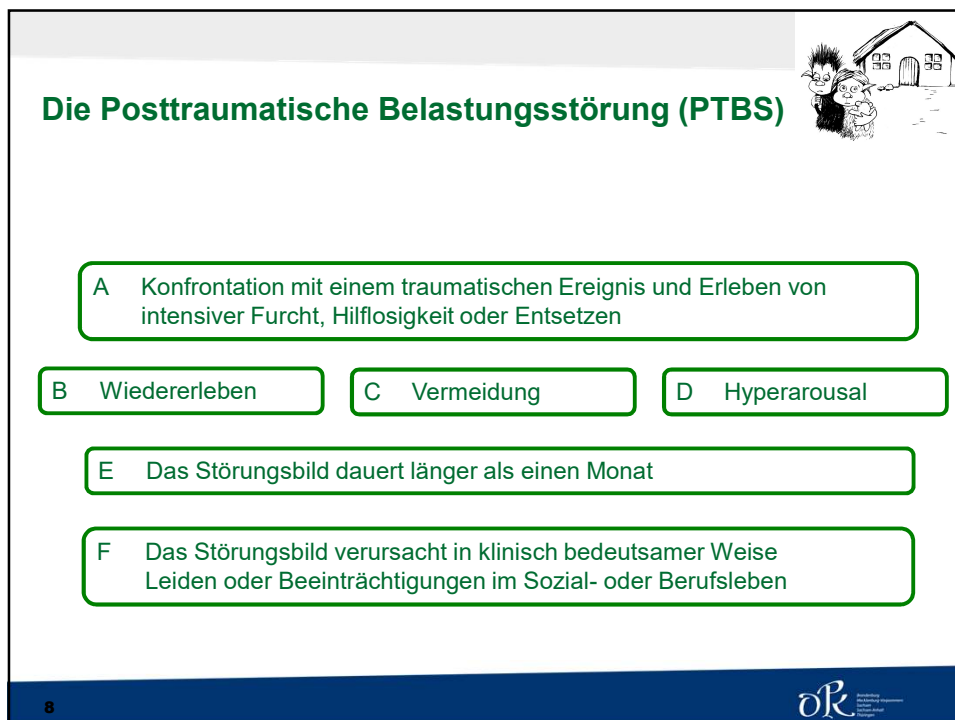 Die Posttraumatische Belastungsstörung (PTBS)
A Konfrontation mit einem traumatischen Ereignis und Erleben von
intensiver Furcht, Hilflosigkeit oder Entsetzen
B Wiedererleben
C Vermeidung
D Hyperarousal
E Das Störungsbild dauert länger als einen Monat
F Das Störungsbild verursacht in klinisch bedeutsamer Weise
Leiden oder Beeinträchtigungen im Sozial- oder Berufsleben
8
Brandenburg
Mecklenburg-Vorpommern
Sachsen
Sachsen-Anhalt
Thüringen